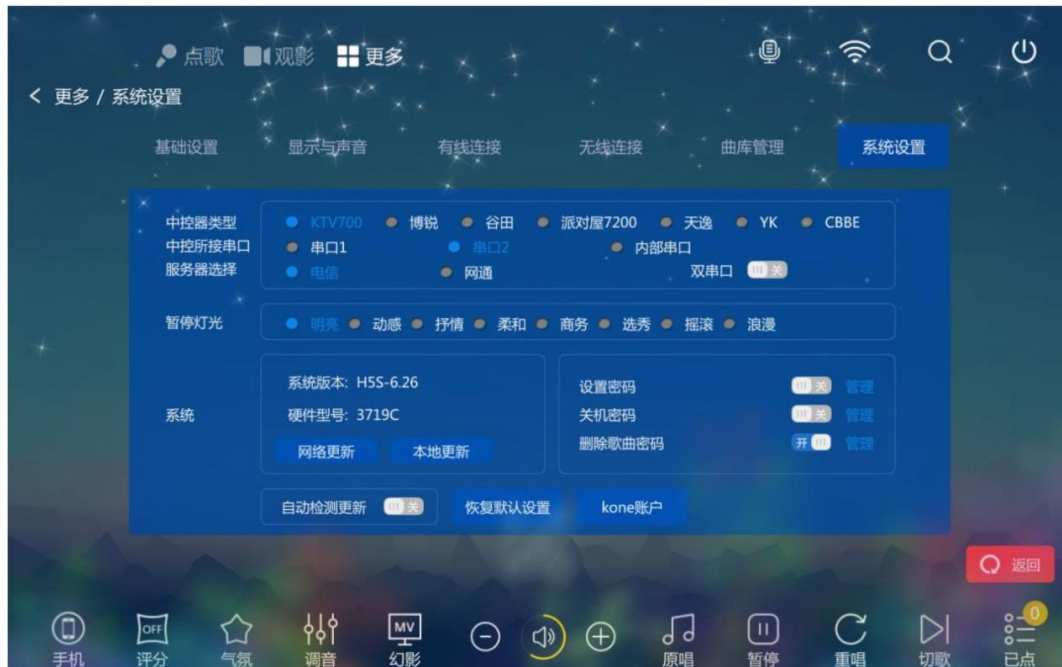 点歌 观影 更多
更多 / 系统设置
基础设置 显示与声音 有线连接 无线连接 曲库管理 系统设置
中控器类型 KTV700 博锐 谷田 派对屋7200 天逸 YK CBBE
中控所接串口 串口1 串口2 内部串口
服务器选择 电信 网通 双串口 关
暂停灯光 明亮 动感 抒情 柔和 商务 选秀 摇滚 浪漫
系统
系统版本: H5S-6.26
硬件型号: 3719C
网络更新 本地更新
设置密码 关 管理
关机密码 关 管理
删除歌曲密码 开 管理
自动检测更新 关 恢复默认设置 kone账户
返回
OFF MV 0
手机 评分 气氛 调音 幻影 原唱 暂停 重唱 切歌 已点